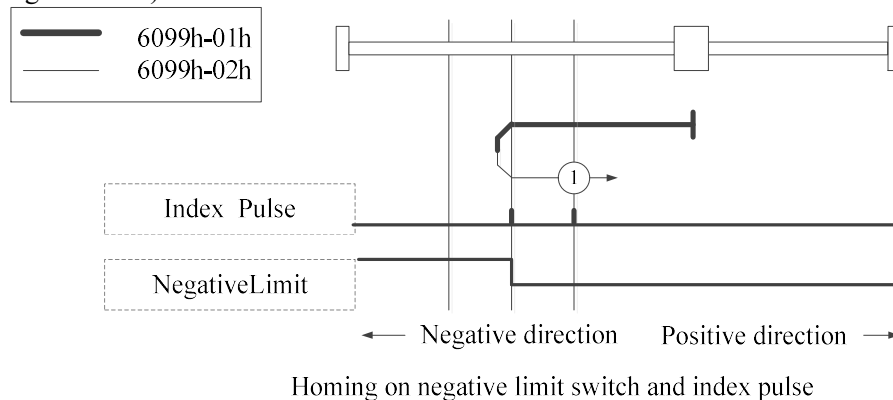 6099h-01h
6099h-02h
1
Index Pulse
NegativeLimit
Negative direction
Positive direction
Homing on negative limit switch and index pulse